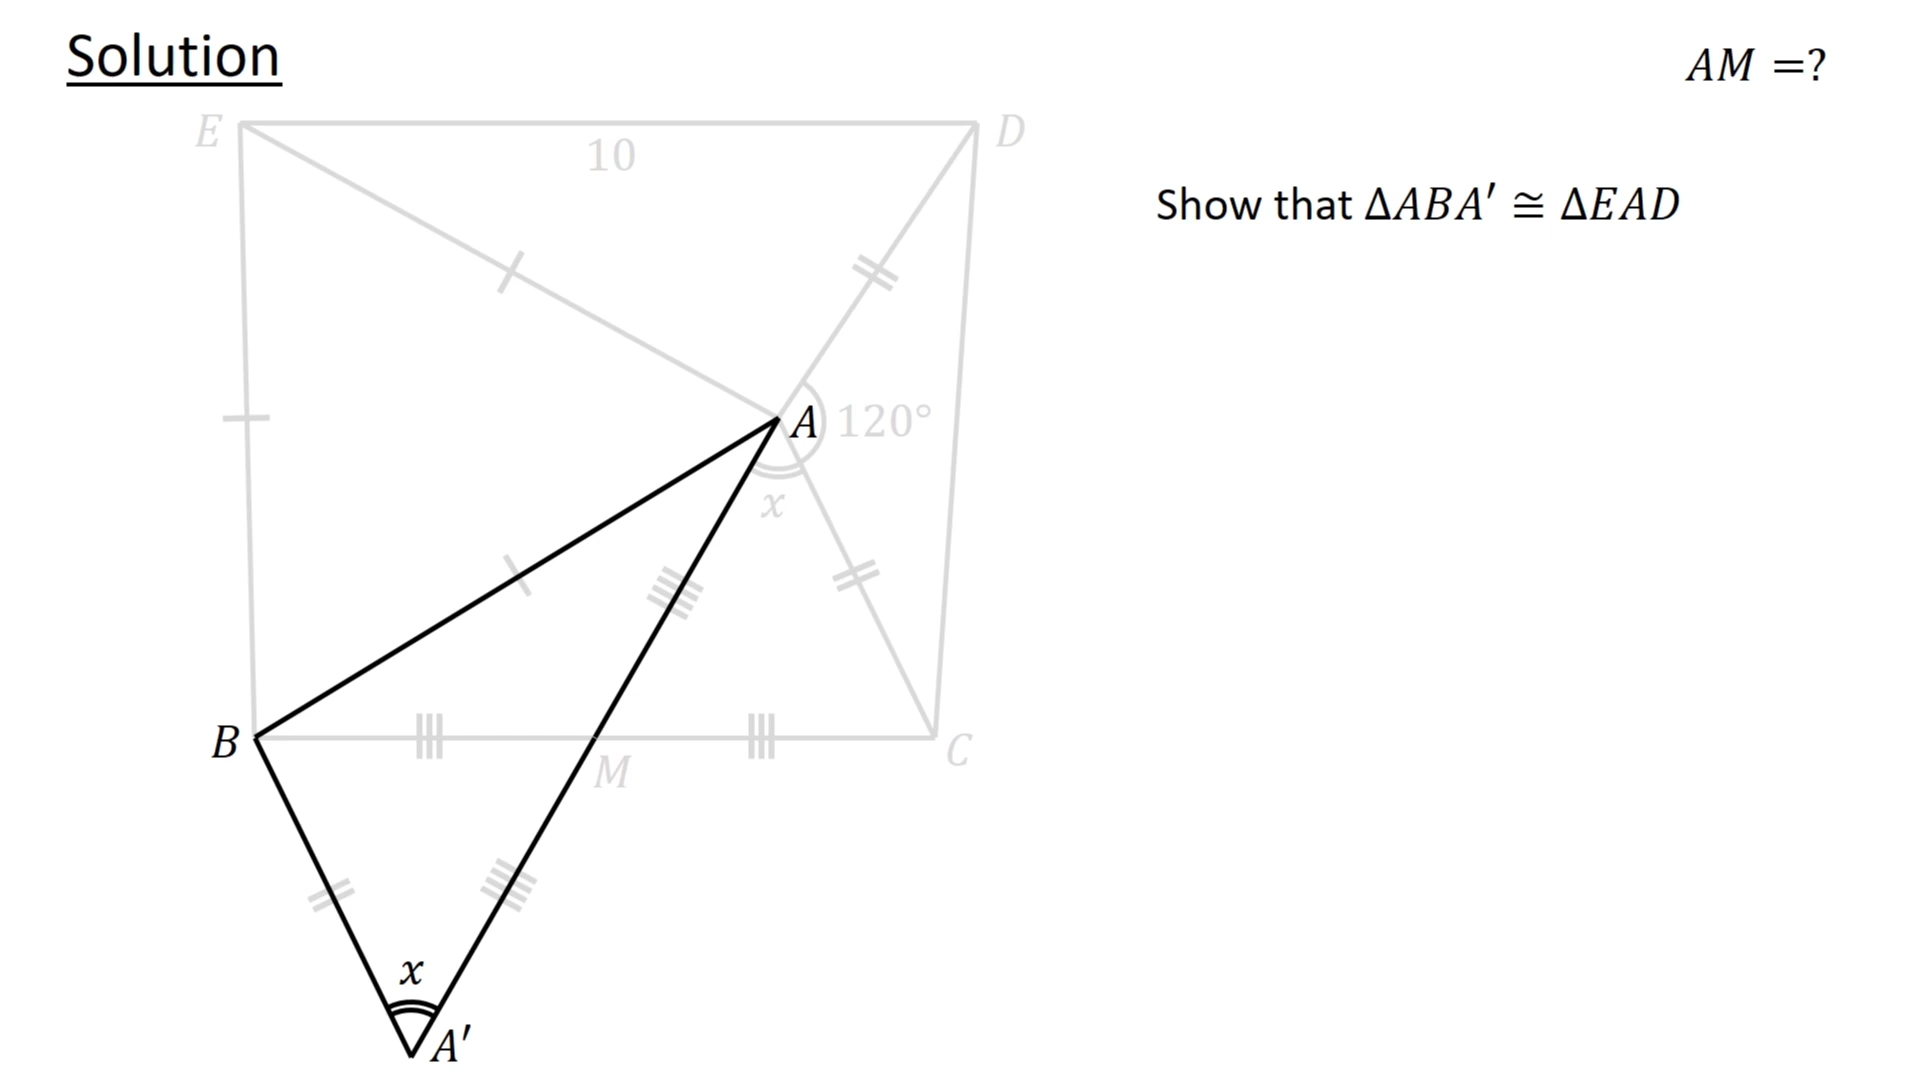 Solution
AM =?
E
D
10
Show that ΔABA′ ≅ ΔEAD
A
120°
x
B
M
C
x
A′